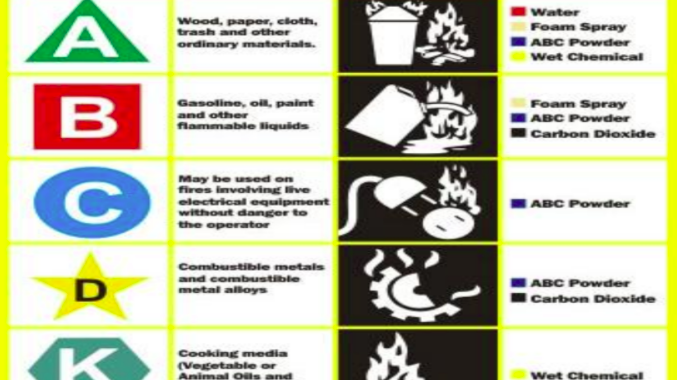 A
Wood, paper, cloth,
trash and other
ordinary materials.
Water
Foam Spray
ABC Powder
Wet Chemical
B
Gasoline, oil, paint
and other
flammable liquids
Foam Spray
ABC Powder
Carbon Dioxide
C
May be used on
fires involving live
electrical equipment
without danger to
the operator
ABC Powder
D
Combustible metals
and combustible
metal alloys
ABC Powder
Carbon Dioxide
K
Cooking media
(Vegetable or
Animal Oils and
Wet Chemical